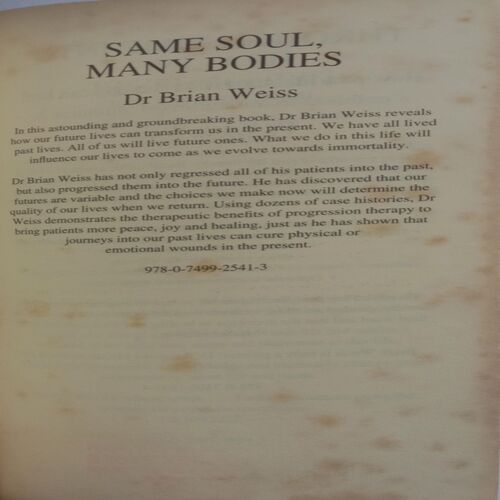 SAME SOUL,
MANY BODIES
Dr Brian Weiss
In this astounding and groundbreaking book, Dr Brian Weiss reveals
how our future lives can transform us in the present. We have all lived
past lives. All of us will live future ones. What we do in this life will
influence our lives to come as we evolve towards immortality.
Dr Brian Weiss has not only regressed all of his patients into the past,
but also progressed them into the future. He has discovered that our
futures are variable and the choices we make now will determine the
quality of our lives when we return. Using dozens of case histories, Dr
Weiss demonstrates the therapeutic benefits of progression therapy to
bring patients more peace, joy and healing, just as he has shown that
journeys into our past lives can cure physical or
emotional wounds in the present.
978-0-7499-2541-3